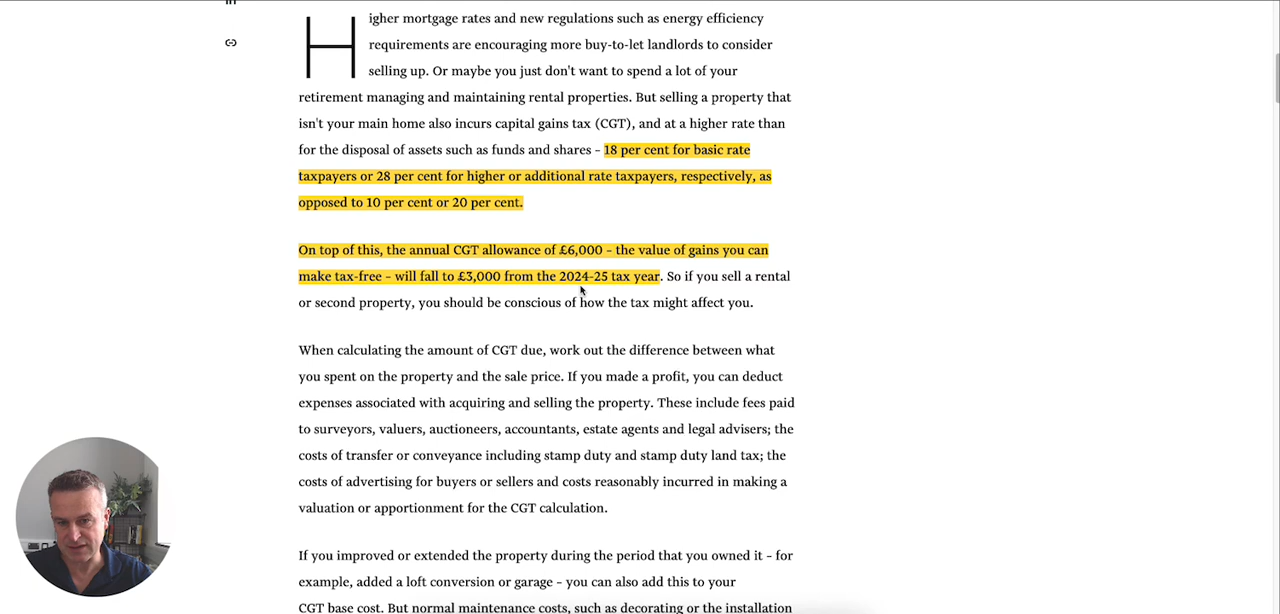 Higher mortgage rates and new regulations such as energy efficiency
requirements are encouraging more buy-to-let landlords to consider
selling up. Or maybe you just don't want to spend a lot of your
retirement managing and maintaining rental properties. But selling a property that
isn't your main home also incurs capital gains tax (CGT), and at a higher rate than
for the disposal of assets such as funds and shares – 18 per cent for basic rate
taxpayers or 28 per cent for higher or additional rate taxpayers, respectively, as
opposed to 10 per cent or 20 per cent.
On top of this, the annual CGT allowance of £6,000 – the value of gains you can
make tax-free – will fall to £3,000 from the 2024-25 tax year. So if you sell a rental
or second property, you should be conscious of how the tax might affect you.
When calculating the amount of CGT due, work out the difference between what
you spent on the property and the sale price. If you made a profit, you can deduct
expenses associated with acquiring and selling the property. These include fees paid
to surveyors, valuers, auctioneers, accountants, estate agents and legal advisers; the
costs of transfer or conveyance including stamp duty and stamp duty land tax; the
costs of advertising for buyers or sellers and costs reasonably incurred in making a
valuation or apportionment for the CGT calculation.
If you improved or extended the property during the period that you owned it – for
example, added a loft conversion or garage – you can also add this to your
CGT base cost. But normal maintenance costs, such as decorating or the installation